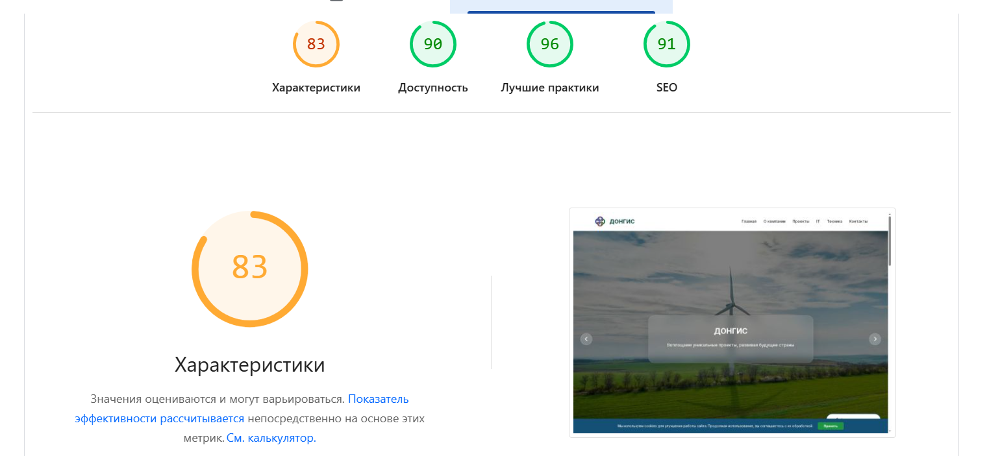 83
90
96
91
Характеристики
Доступность
Лучшие практики
SEO
83
Характеристики
Значения оцениваются и могут варьироваться. Показатель
эффективности рассчитывается непосредственно на основе этих
метрик. См. калькулятор.
ДОНГИС
Главная О компании Проекты IT Техника Контакты
ДОНГИС
Воплощаем уникальные проекты, развивая будущее страны
Мы используем cookies для улучшения работы сайта. Продолжая использование, вы соглашаетесь с их обработкой.
Принять